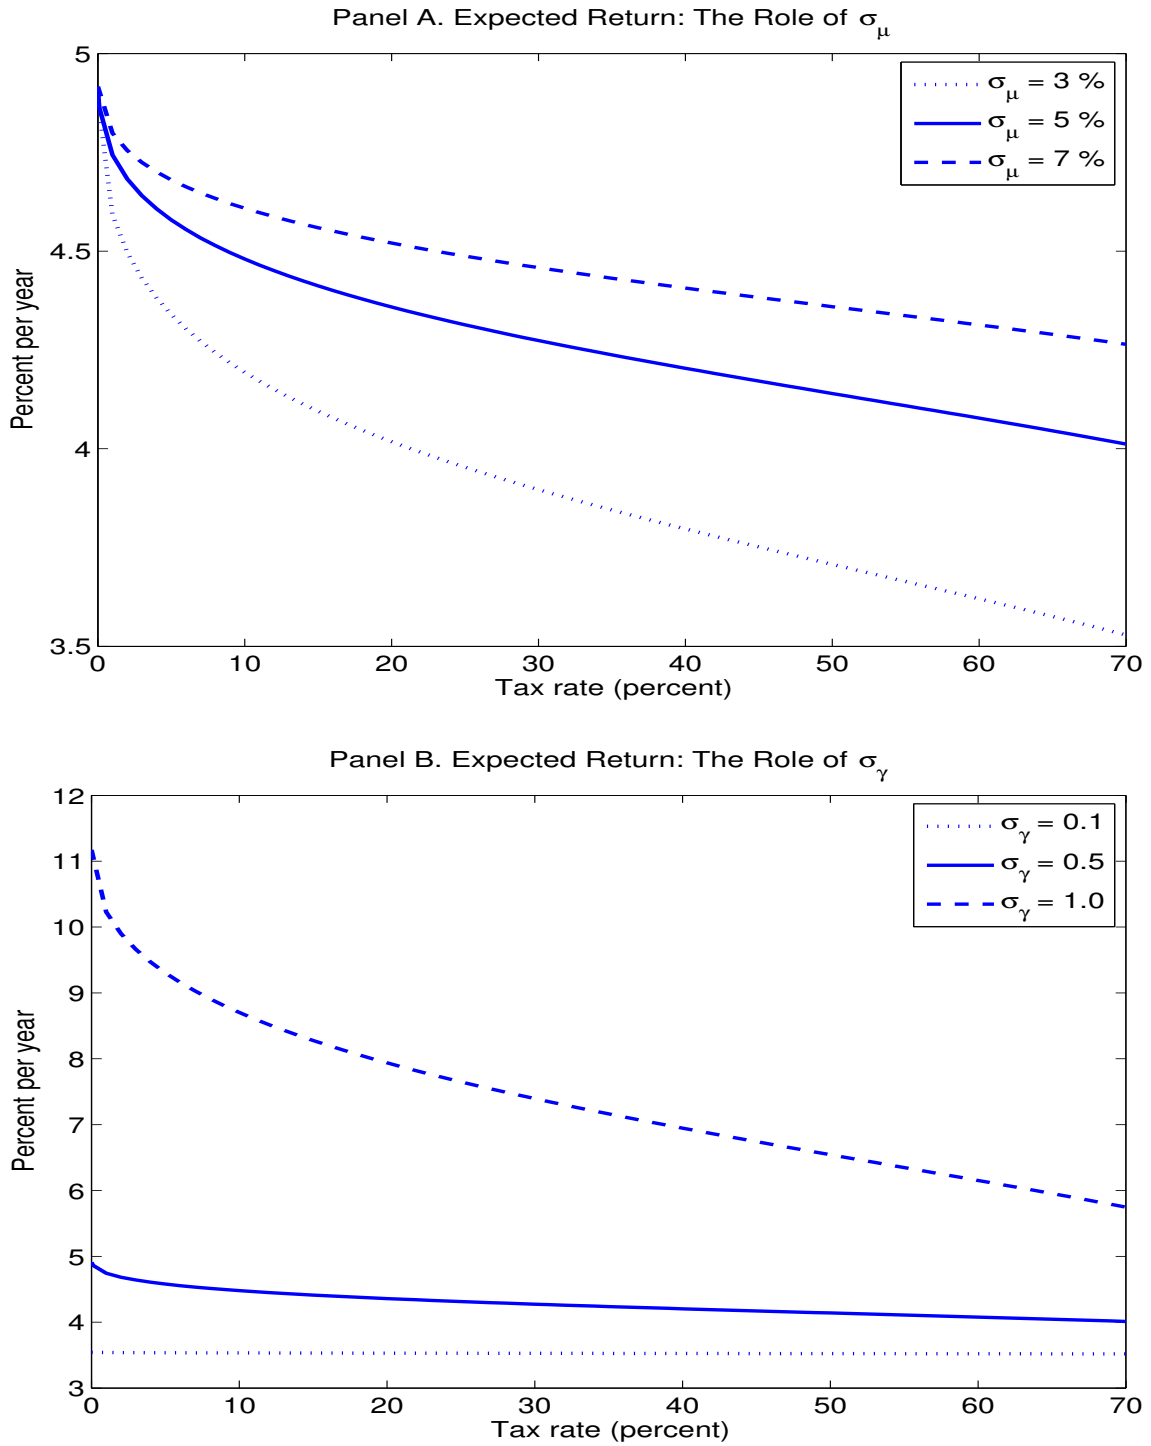 Panel A. Expected Return: The Role of σμ
5
4.5
4
3.5
Percent per year
σμ = 3 %
σμ = 5 %
σμ = 7 %
0 10 20 30 40 50 60 70
Tax rate (percent)
Panel B. Expected Return: The Role of σγ
12
11
10
9
8
7
6
5
4
3
Percent per year
σγ = 0.1
σγ = 0.5
σγ = 1.0
0 10 20 30 40 50 60 70
Tax rate (percent)